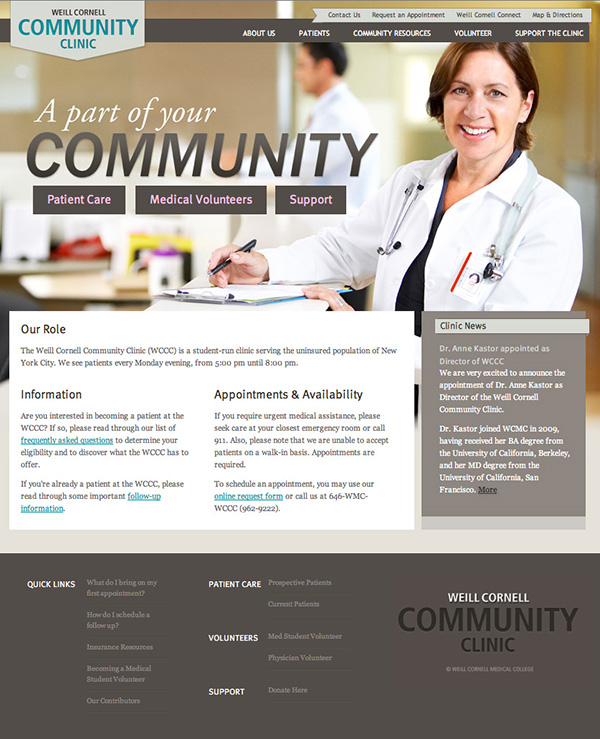 WEILL CORNELL
COMMUNITY
CLINIC
Contact Us Request an Appointment Weill Cornell Connect Map & Directions
ABOUT US PATIENTS COMMUNITY RESOURCES VOLUNTEER SUPPORT THE CLINIC
A part of your
COMMUNITY
Patient Care Medical Volunteers Support
Our Role
The Weill Cornell Community Clinic (WCCC) is a student-run clinic serving the uninsured population of New
York City. We see patients every Monday evening, from 5:00 pm until 8:00 pm.
Information
Are you interested in becoming a patient at the
WCCC? If so, please read through our list of
frequently asked questions to determine your
eligibility and to discover what the WCCC has to
offer.
If you're already a patient at the WCCC, please
read through some important follow-up
information.
Appointments & Availability
If you require urgent medical assistance, please
seek care at your closest emergency room or call
911. Also, please note that we are unable to accept
patients on a walk-in basis. Appointments are
required.
To schedule an appointment, you may use our
online request form or call us at 646-WMC-
WCCC (962-9222).
Clinic News
Dr. Anne Kastor appointed as
Director of WCCC
We are very excited to announce the
appointment of Dr. Anne Kastor as
Director of the Weill Cornell
Community Clinic.
Dr. Kastor joined WCMC in 2009,
having received her BA degree from
the University of California, Berkeley,
and her MD degree from the
University of California, San
Francisco. More
QUICK LINKS
What do I bring on my
first appointment?
How do I schedule a
follow up?
Insurance Resources
Becoming a Medical
Student Volunteer
Our Contributors
PATIENT CARE
Prospective Patients
Current Patients
VOLUNTEERS
Med Student Volunteer
Physician Volunteer
SUPPORT
Donate Here
WEILL CORNELL
COMMUNITY
CLINIC
© WEILL CORNELL MEDICAL COLLEGE